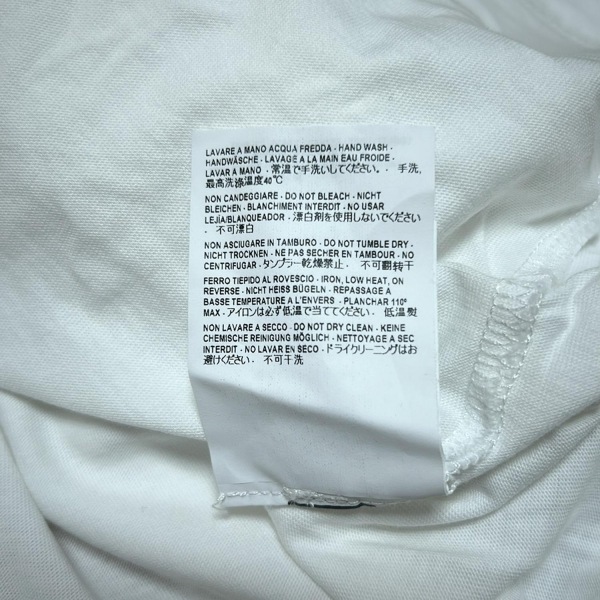 LAVARE A MANO ACQUA FREDDA - HAND WASH -
HANDWÄSCHE - LAVAGE A LA MAIN EAU FROIDE -
LAVAR A MANO - 常温で手洗いしてください。 - 手洗,
最高洗涤温度40℃
NON CANDEGGIARE - DO NOT BLEACH - NICHT
BLEICHEN - BLANCHIMENT INTERDIT - NO USAR
LEJÍA/BLANQUEADOR - 漂白剤を使用しないでください
- 不可漂白
NON ASCIUGARE IN TAMBURO - DO NOT TUMBLE DRY -
NICHT TROCKNEN - NE PAS SECHER EN TAMBOUR - NO
CENTRIFUGAR - タンブラー乾燥禁止 - 不可翻转干
FERRO TIEPIDO AL ROVESCIO - IRON, LOW HEAT, ON
REVERSE - NICHT HEISS BÜGELN - REPASSAGE A
BASSE TEMPERATURE A L'ENVERS - PLANCHAR 110°
MAX - アイロンは必ず低温で当ててください - 低温熨
NON LAVARE A SECCO - DO NOT DRY CLEAN - KEINE
CHEMISCHE REINIGUNG MÖGLICH - NETTOYAGE A SEC
INTERDIT - NO LAVAR EN SECO - ドライクリーニングはお
避けください - 不可干洗